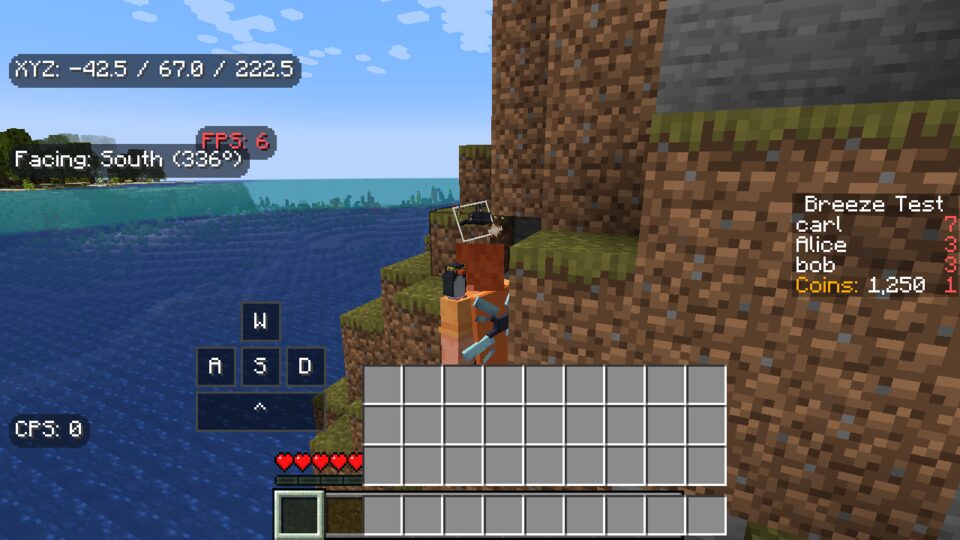 XYZ: -42.5 / 67.0 / 222.5
FPS: 6
Facing: South (336°)
Breeze Test
carl 7
Alice 3
bob 3
Coins: 1,250 1
W
A S D
^
CPS: 0